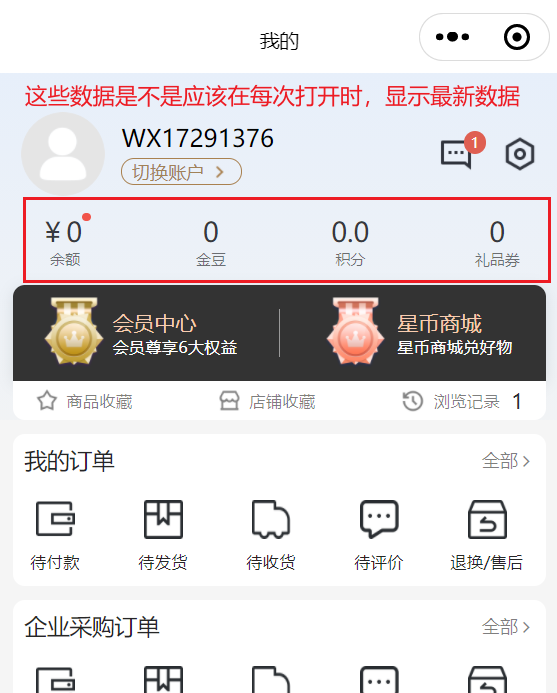 我的
这些数据是不是应该在每次打开时，显示最新数据
WX17291376
1
切换账户
¥0 0 0.0 0
余额 金豆 积分 礼品券
会员中心 星币商城
会员尊享6大权益 星币商城兑好物
商品收藏 店铺收藏 浏览记录 1
我的订单 全部
待付款 待发货 待收货 待评价 退换/售后
企业采购订单 全部